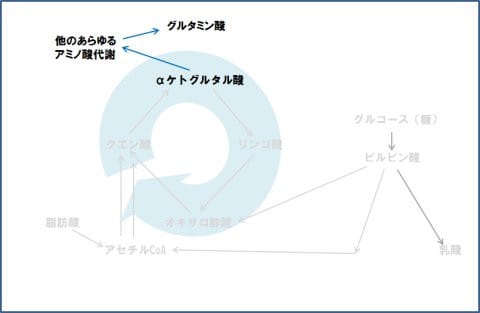 グルタミン酸
他のあらゆる
アミノ酸代謝
αケトグルタル酸
グルコース（糖）
クエン酸
リンゴ酸
ピルビン酸
脂肪酸
オキサロ酢酸
アセチルCoA
乳酸